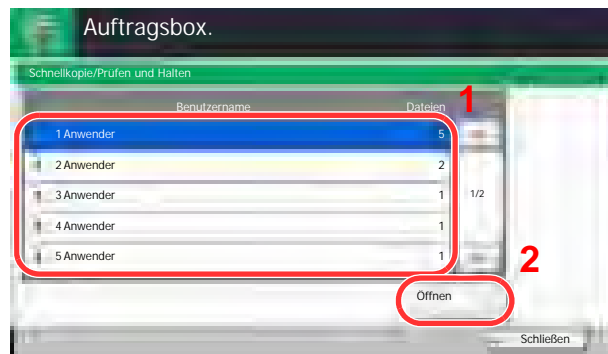 Auftragsbox.
Schnellkopie/Prüfen und Halten
Benutzername Dateien 1
1 Anwender 5
2 Anwender 2
3 Anwender 1 1/2
4 Anwender 1
5 Anwender 1
2
Öffnen
Schließen